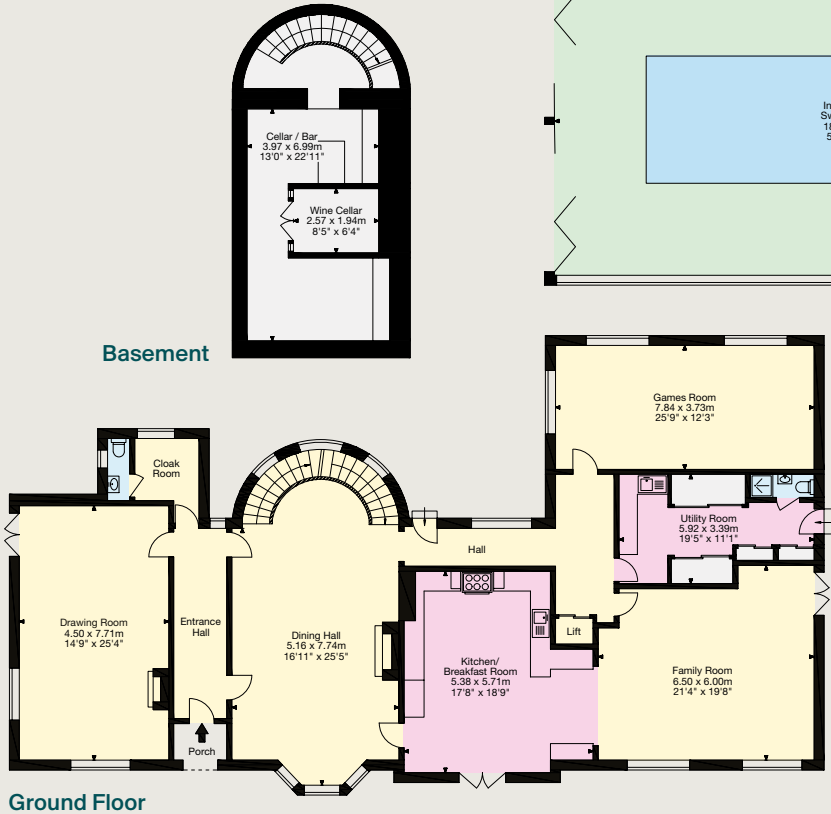 Cellar / Bar
3.97 x 6.99m
13'0" x 22'11"
Wine Cellar
2.57 x 1.94m
8'5" x 6'4"
Basement
Games Room
7.84 x 3.73m
25'9" x 12'3"
Cloak
Room
Utility Room
5.92 x 3.39m
19'5" x 11'1"
Hall
Drawing Room
4.50 x 7.71m
14'9" x 25'4"
Entrance
Hall
Dining Hall
5.16 x 7.74m
16'11" x 25'5"
Lift
Kitchen/
Breakfast Room
5.38 x 5.71m
17'8" x 18'9"
Family Room
6.50 x 6.00m
21'4" x 19'8"
Porch
Ground Floor